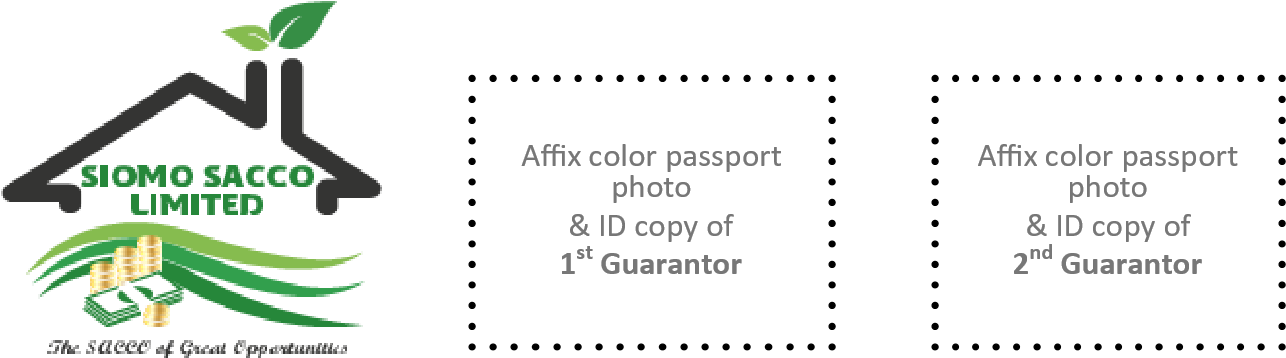 SIOMO SACCO
LIMITED
The SACCO of Great Opportunities
Affix color passport
photo
& ID copy of
1st Guarantor
Affix color passport
photo
& ID copy of
2nd Guarantor